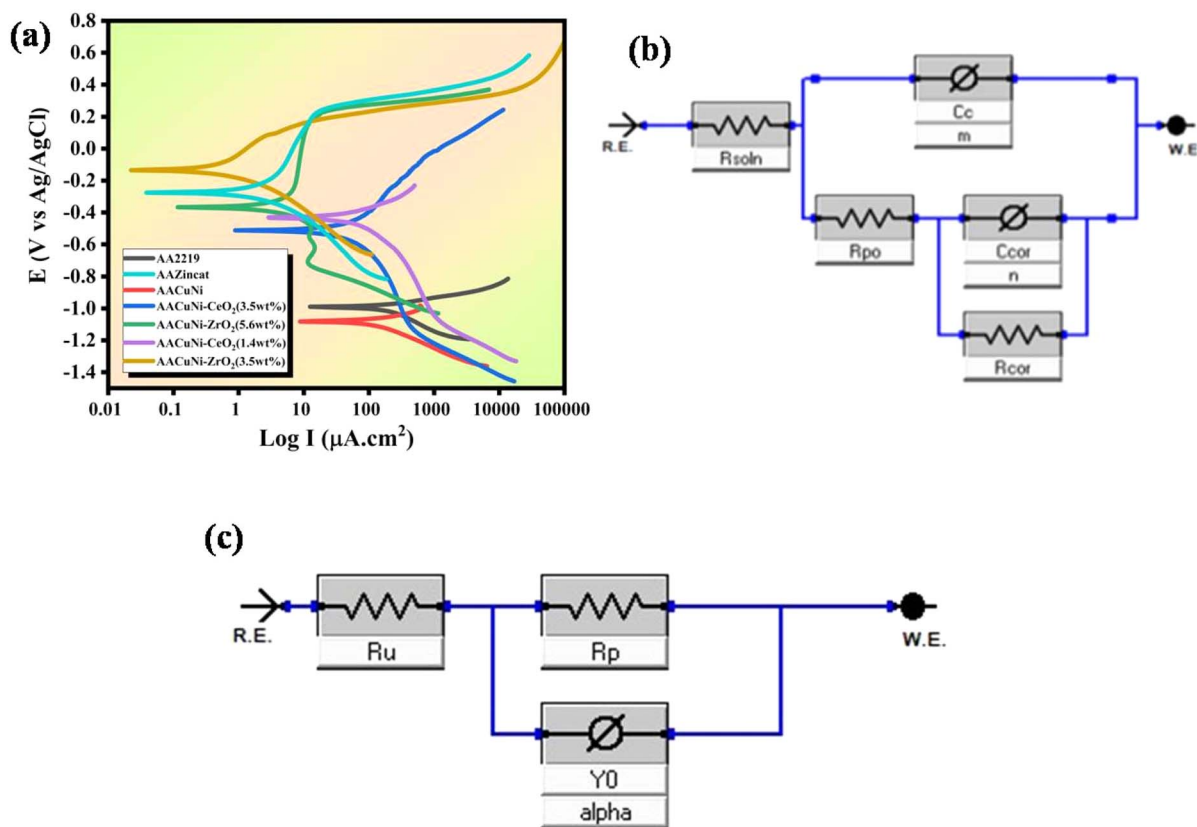 (a)
0.8
0.6
0.4
0.2
0.0
-0.2
-0.4
-0.6
-0.8
-1.0
-1.2
-1.4
E (V vs Ag/AgCl)
AA2219
AAZincat
AACuNi
AACuNi-CeO₂(3.5wt%)
AACuNi-ZrO₂(5.6wt%)
AACuNi-CeO₂(1.4wt%)
AACuNi-ZrO₂(3.5wt%)
0.01 0.1 1 10 100 1000 10000 100000
Log I (μA.cm²)
(b)
R.E.
Rsoln
Cc
m
W.E
Rpo
Ccor
n
Rcor
(c)
R.E.
Ru
Rp
W.E.
Y0
alpha